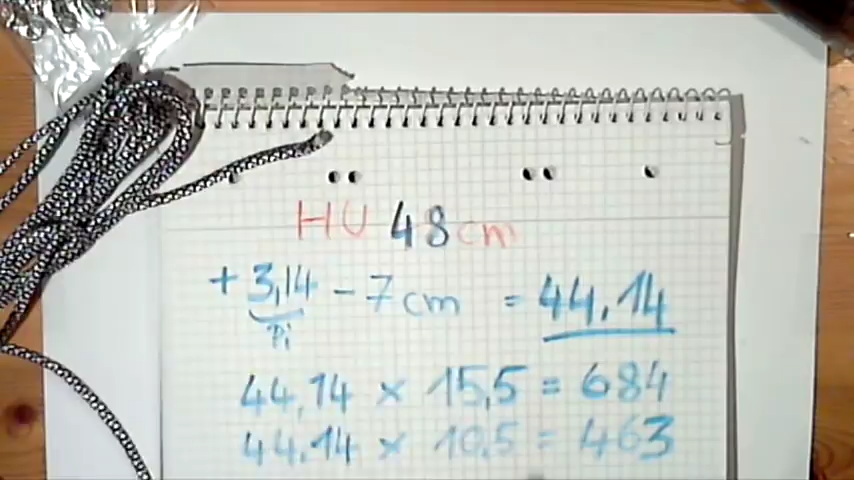 HU 48cm
+ 3,14 - 7cm = 44,14
Pi
44,14 × 15,5 = 684
44,14 × 10,5 = 463